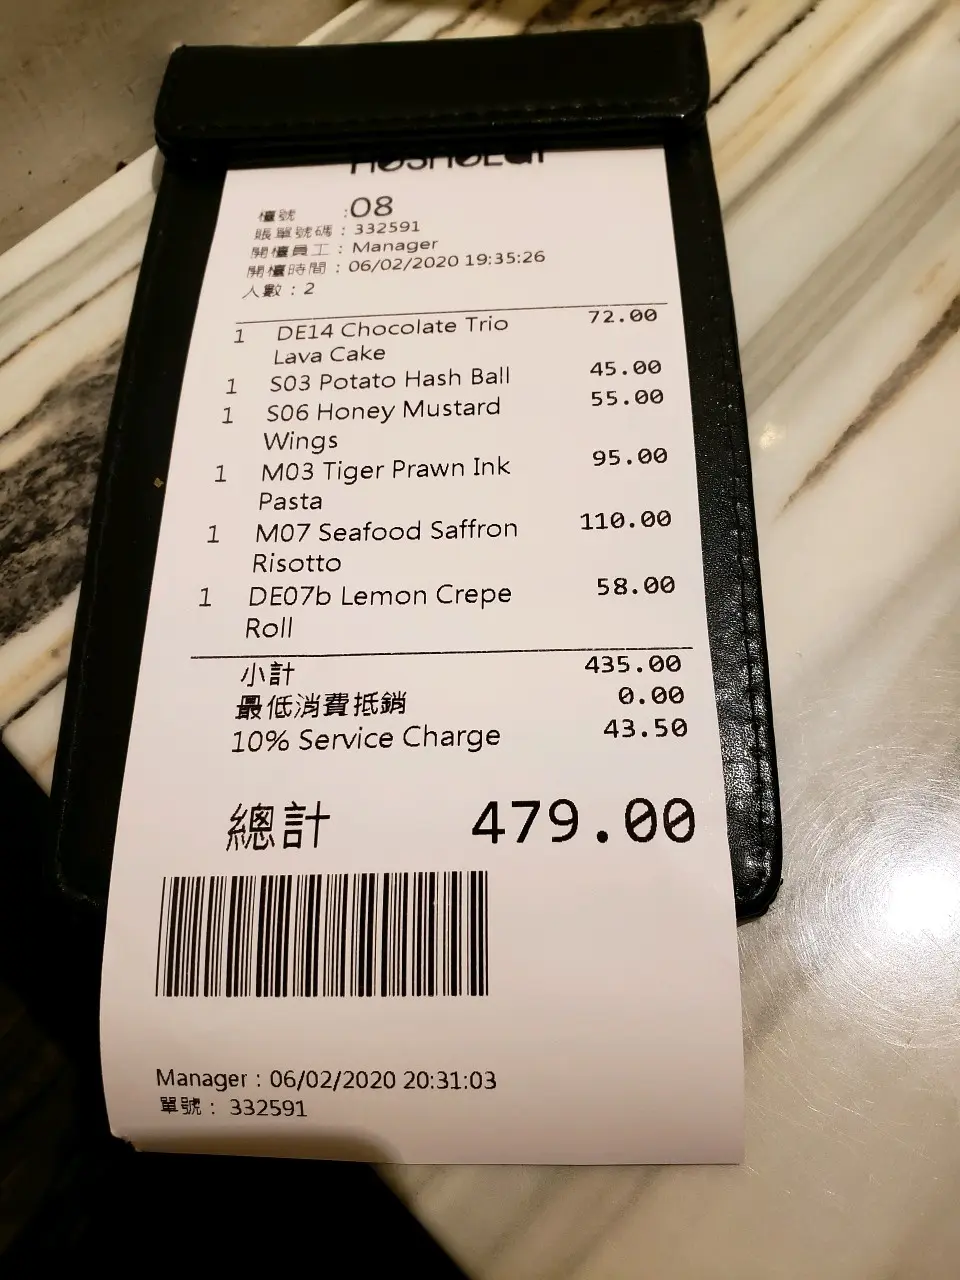 檯號 :08
賬單號碼 : 332591
開檯員工 : Manager
開檯時間 : 06/02/2020 19:35:26
人數 : 2
1 DE14 Chocolate Trio 72.00
Lava Cake
1 S03 Potato Hash Ball 45.00
1 S06 Honey Mustard 55.00
Wings
1 M03 Tiger Prawn Ink 95.00
Pasta
1 M07 Seafood Saffron 110.00
Risotto
1 DE07b Lemon Crepe 58.00
Roll
小計 435.00
最低消費抵銷 0.00
10% Service Charge 43.50
總計 479.00
Manager : 06/02/2020 20:31:03
單號 : 332591